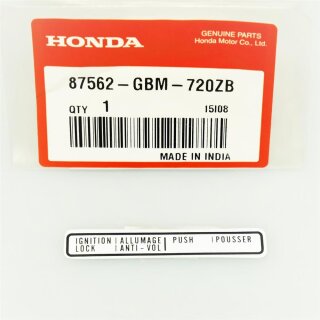 HONDA
GENUINE PARTS
Honda Motor Co., Ltd.
87562-GBM-720ZB
QTY 1 15I08
MADE IN INDIA
IGNITION | ALLUMAGE | PUSH | POUSSER
LOCK | ANTI-VOL